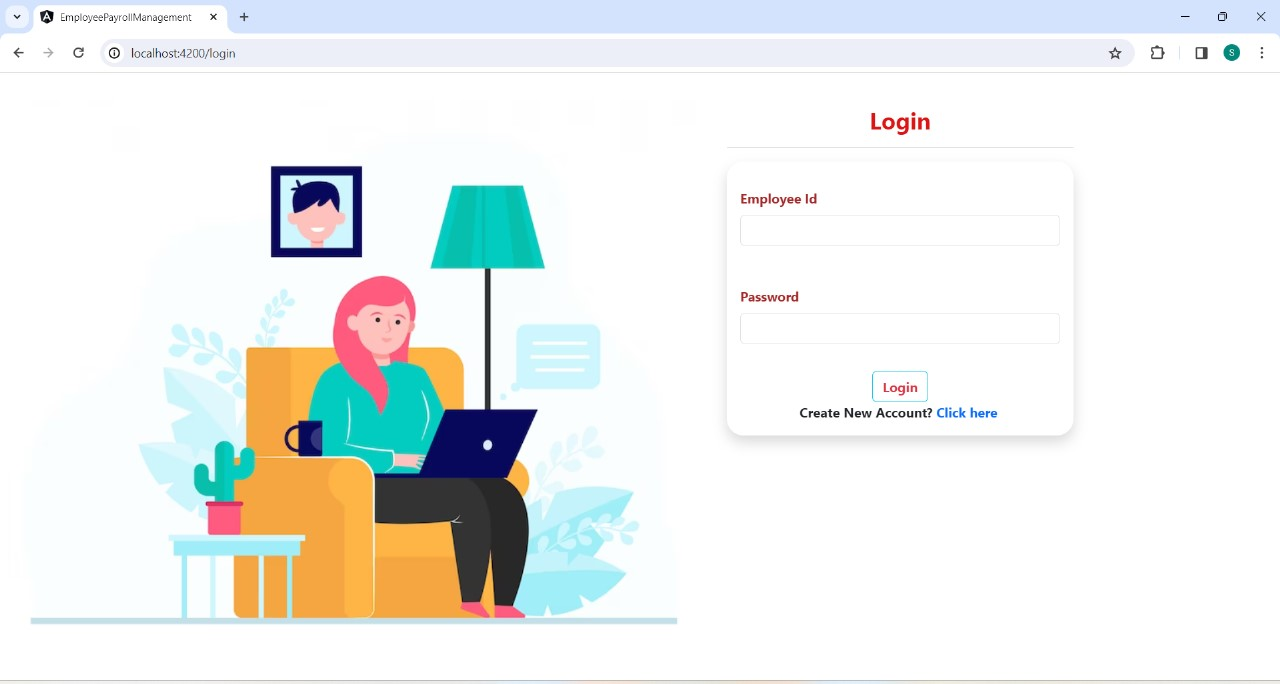 EmployeePayrollManagement
localhost:4200/login
S
Login
Employee Id
Password
Login
Create New Account? Click here